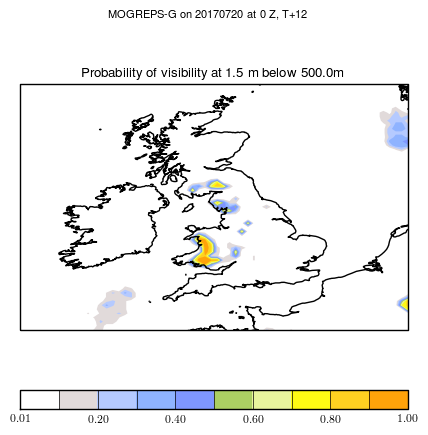 MOGREPS-G on 20170720 at 0 Z, T+12
Probability of visibility at 1.5 m below 500.0m
0.01 0.20 0.40 0.60 0.80 1.00